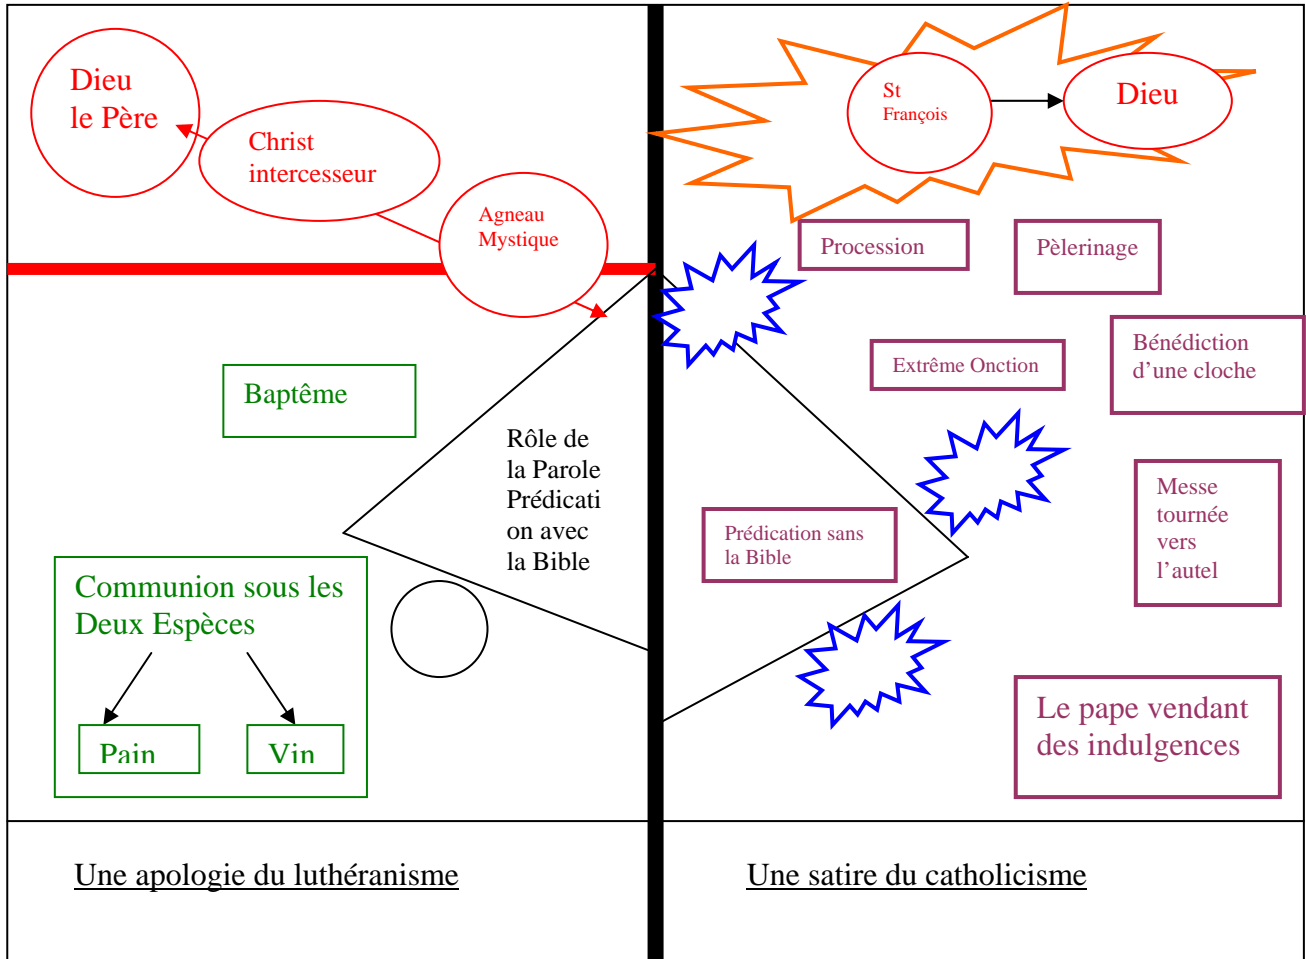 Dieu
le Père
Christ
intercesseur
Agneau
Mystique
Baptême
Rôle de
la Parole
Prédicati
on avec
la Bible
Communion sous les
Deux Espèces
Pain
Vin
Une apologie du luthéranisme
St
François
Dieu
Procession
Pèlerinage
Extrême Onction
Bénédiction
d'une cloche
Prédication sans
la Bible
Messe
tournée
vers
l'autel
Le pape vendant
des indulgences
Une satire du catholicisme